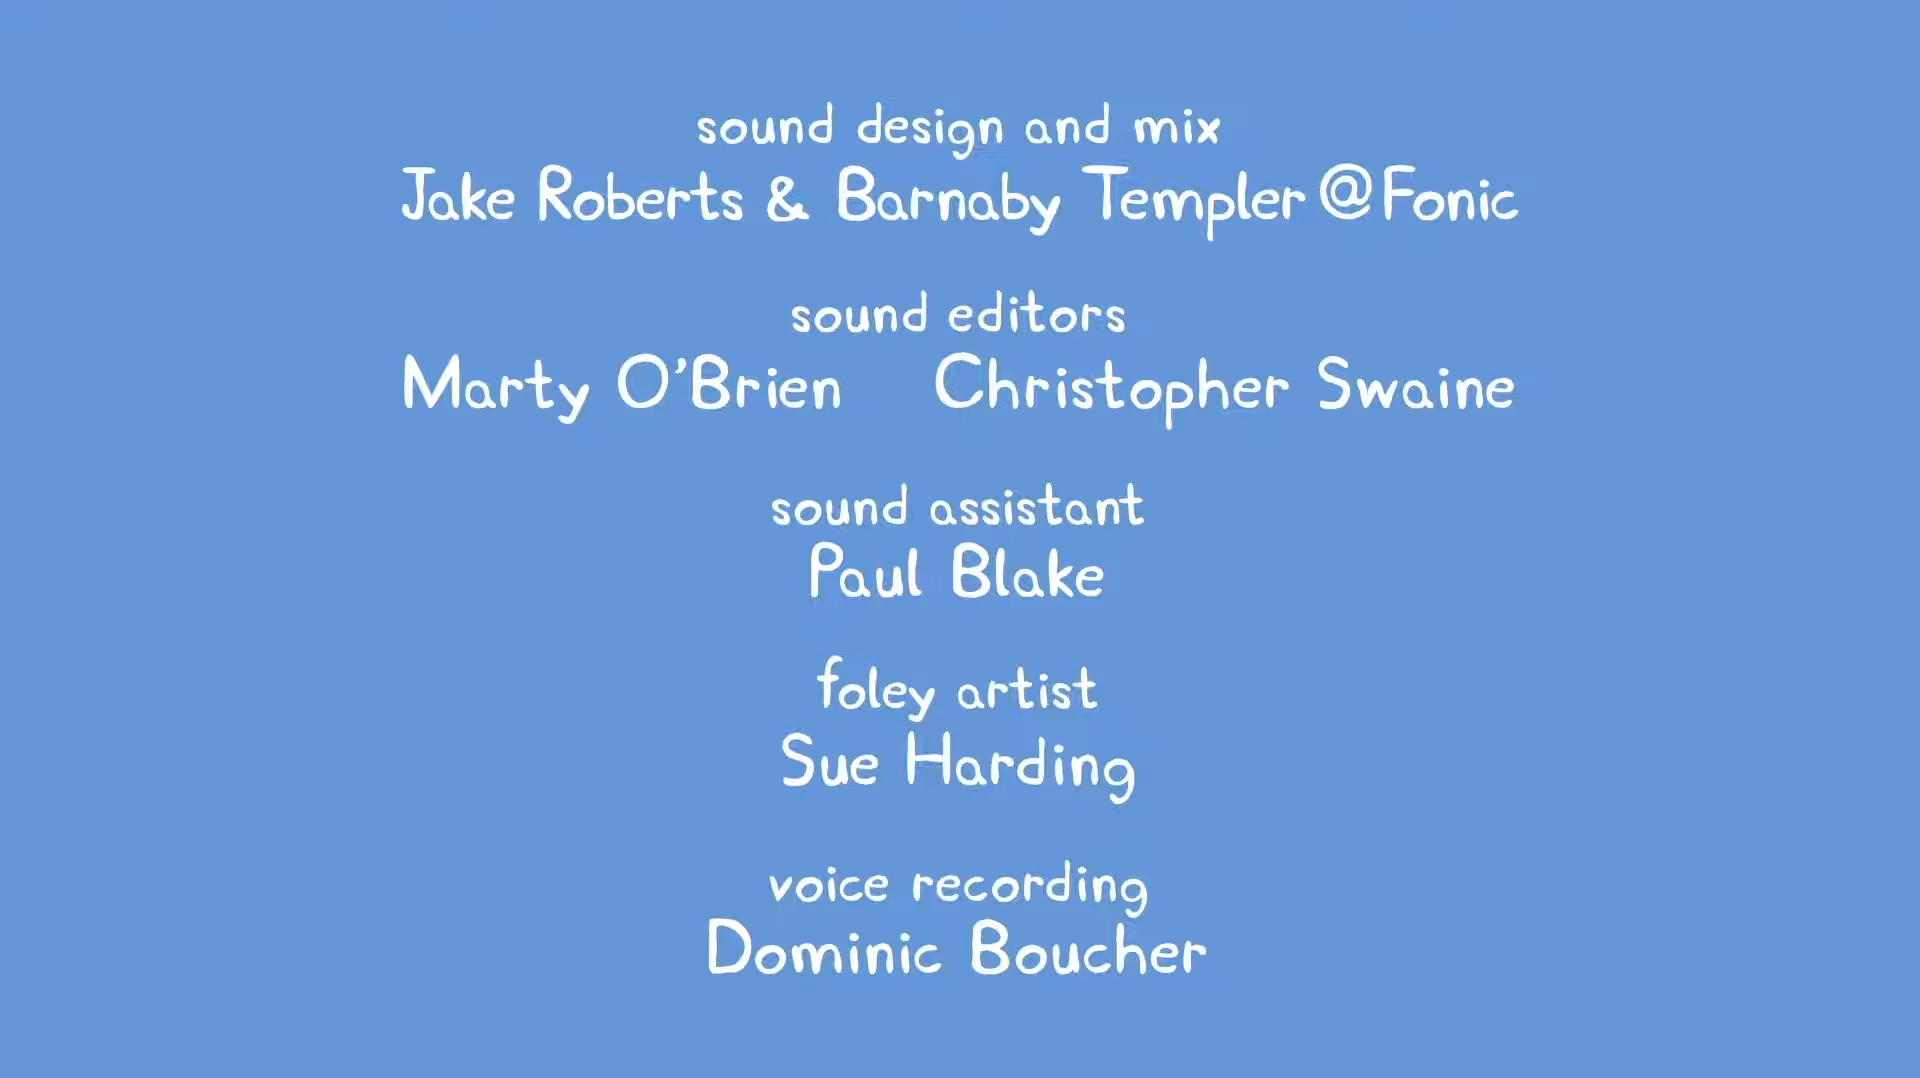 sound design and mix
Jake Roberts & Barnaby Templer @Fonic
sound editors
Marty O'Brien Christopher Swaine
sound assistant
Paul Blake
foley artist
Sue Harding
voice recording
Dominic Boucher